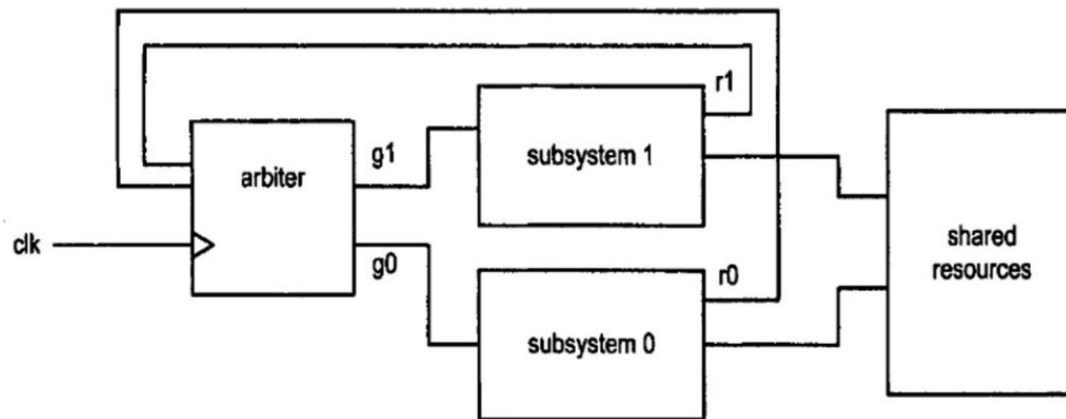 r1
g1
subsystem 1
arbiter
clk
g0
shared
resources
r0
subsystem 0